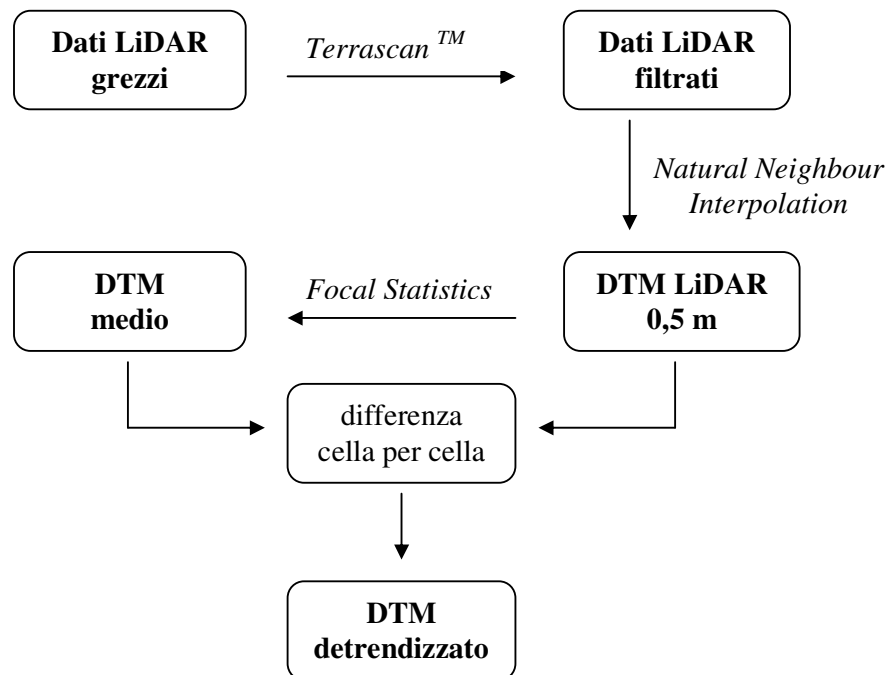 Dati LiDAR
grezzi
Terrascan TM
Dati LiDAR
filtrati
Natural Neighbour
Interpolation
DTM
medio
Focal Statistics
DTM LiDAR
0,5 m
differenza
cella per cella
DTM
detrendizzato